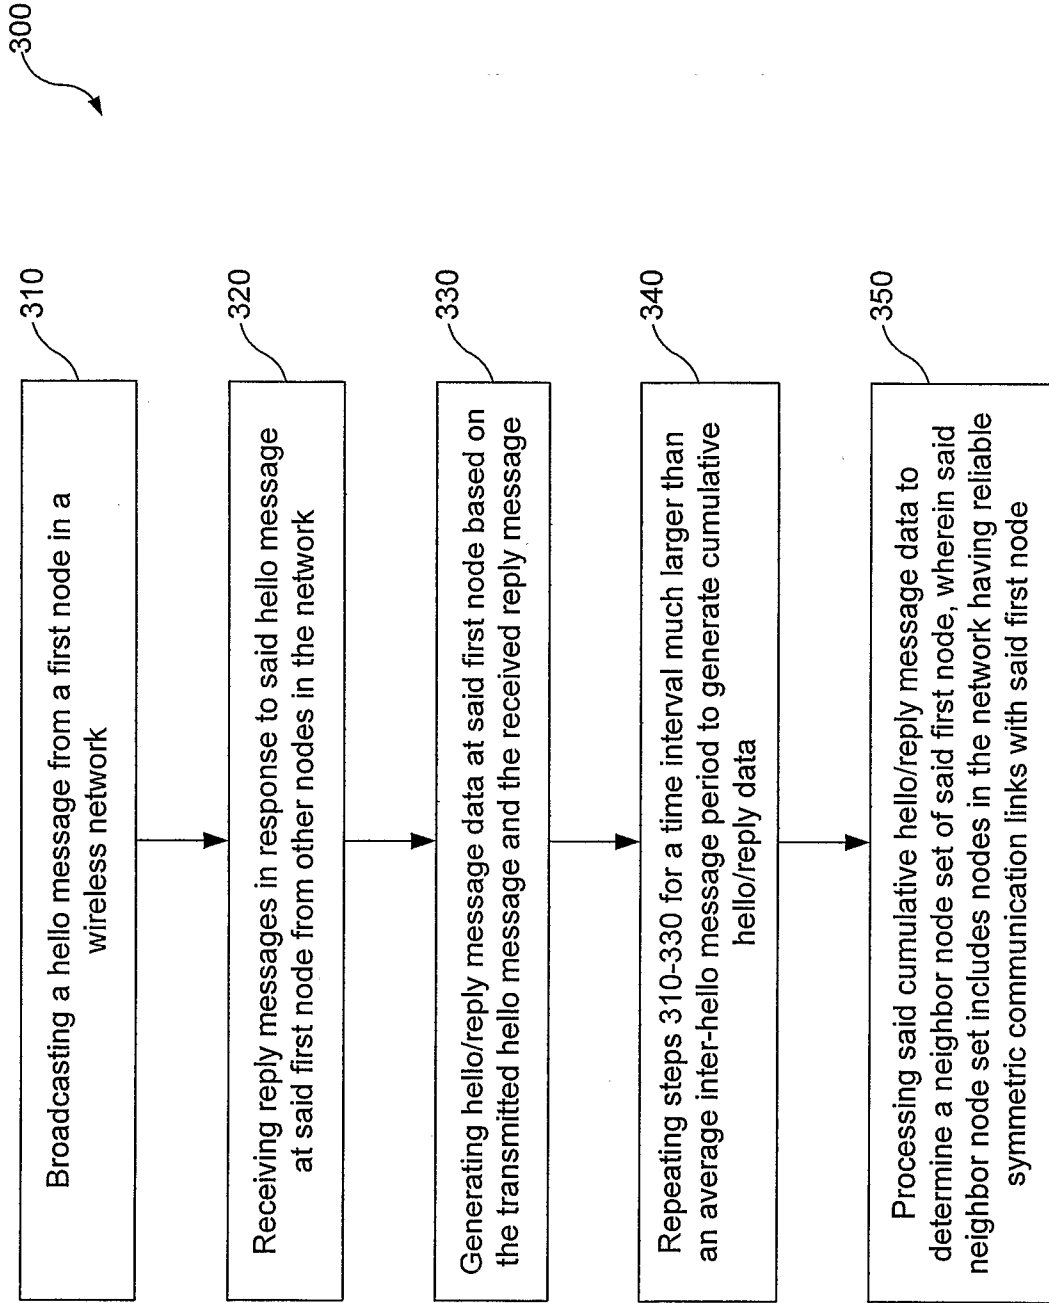 300
310
Broadcasting a hello message from a first node in a
wireless network
320
Receiving reply messages in response to said hello message
at said first node from other nodes in the network
330
Generating hello/reply message data at said first node based on
the transmitted hello message and the received reply message
340
Repeating steps 310-330 for a time interval much larger than
an average inter-hello message period to generate cumulative
hello/reply data
350
Processing said cumulative hello/reply message data to
determine a neighbor node set of said first node, wherein said
neighbor node set includes nodes in the network having reliable
symmetric communication links with said first node